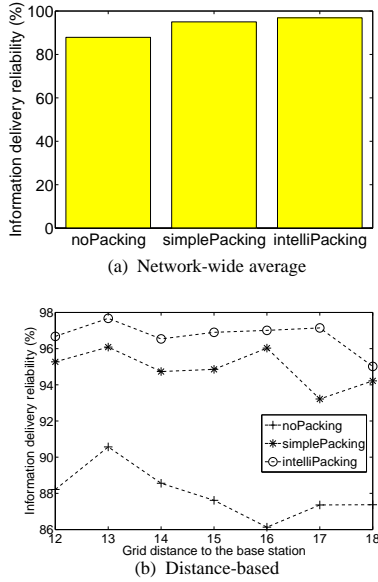 100
80
60
40
20
0
Information delivery reliability (%)
noPacking simplePacking intelliPacking
(a) Network-wide average
98
96
94
92
90
88
86
Information delivery reliability (%)
noPacking
simplePacking
intelliPacking
12 13 14 15 16 17 18
Grid distance to the base station
(b) Distance-based